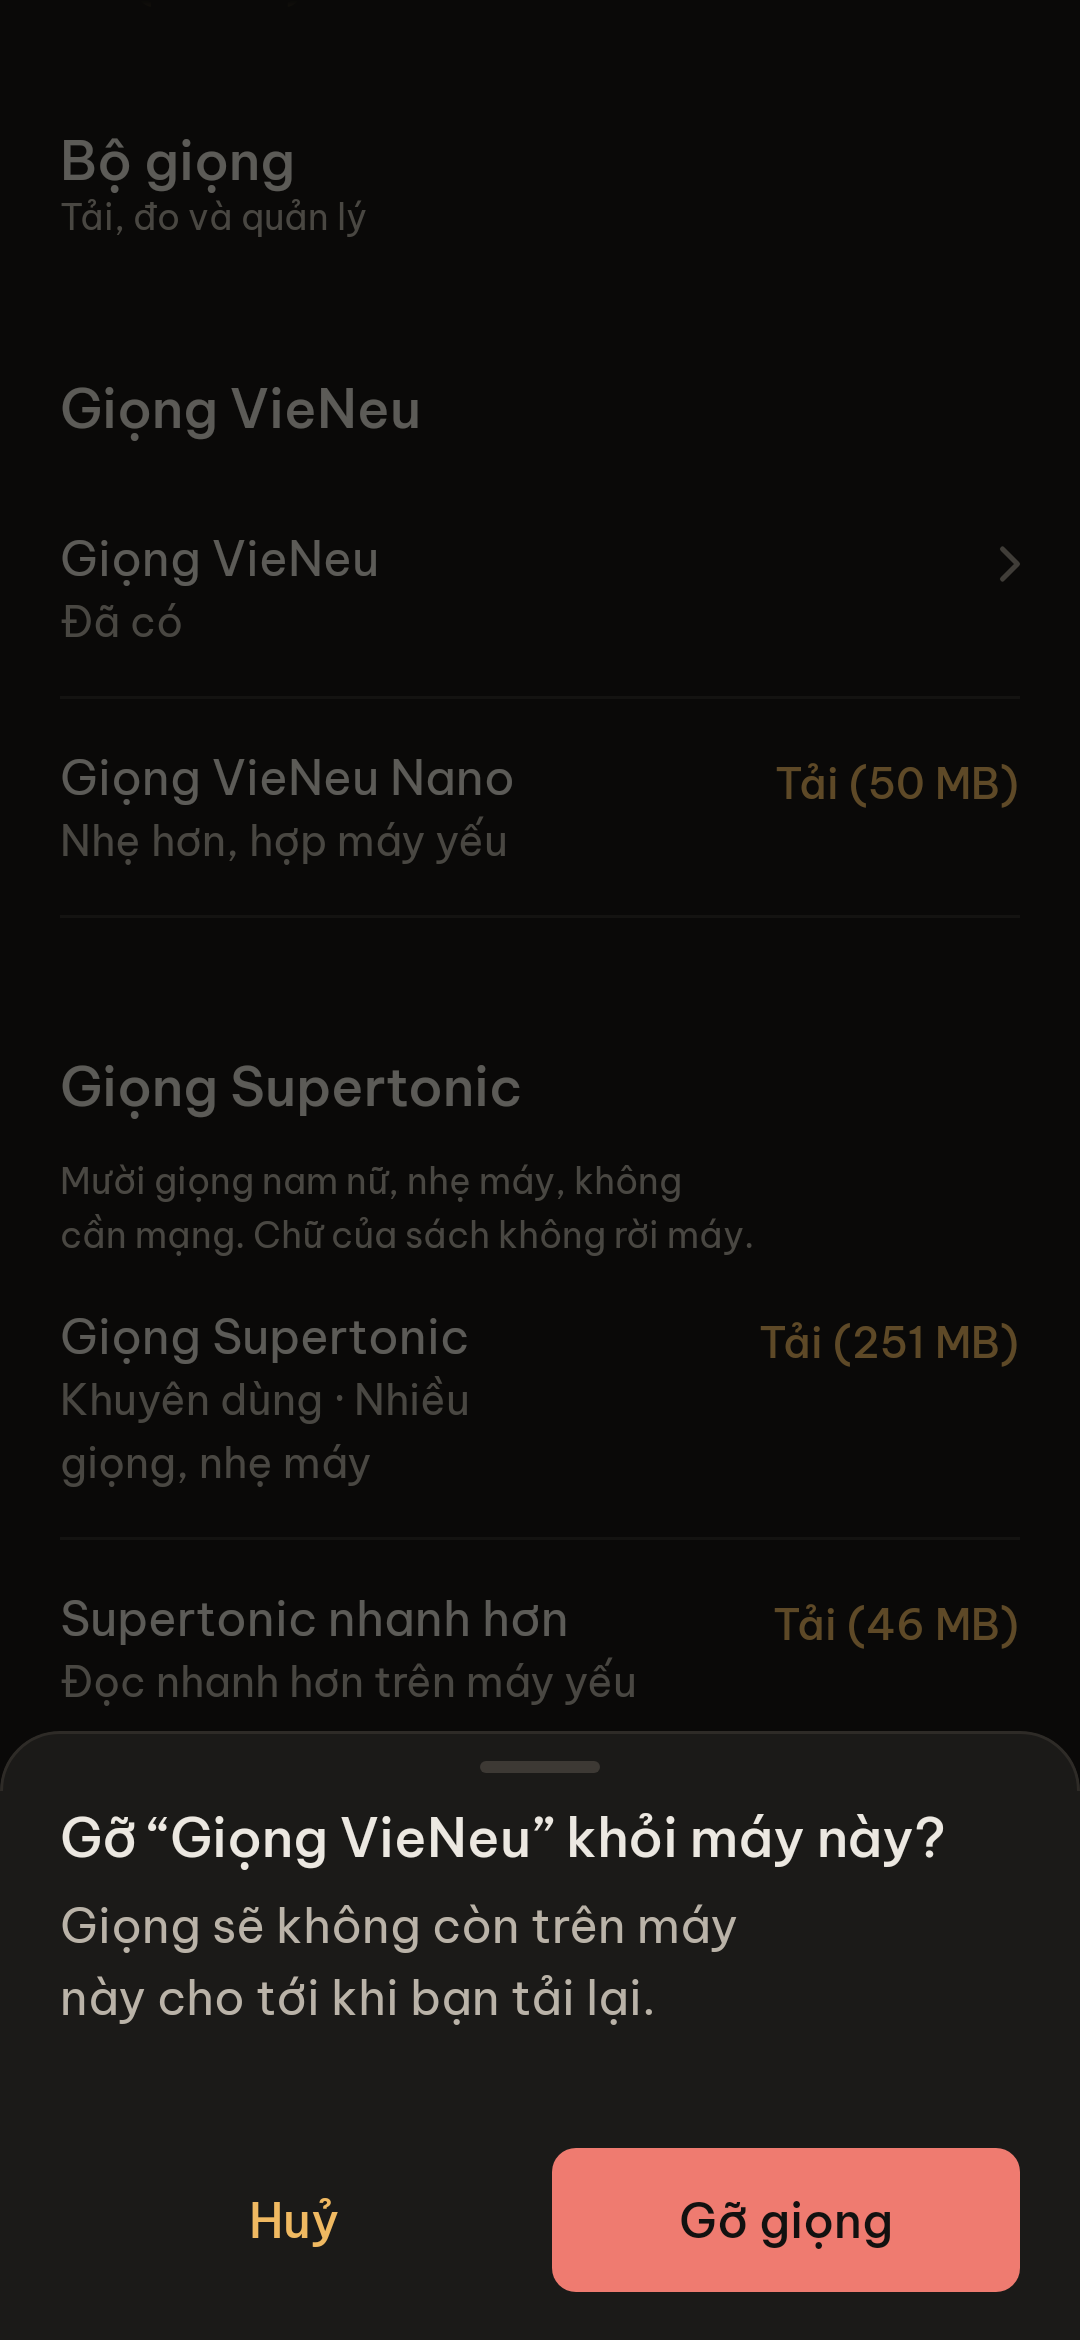 Bộ giọng
Tải, đo và quản lý
Giọng VieNeu
Giọng VieNeu
Đã có
Giọng VieNeu Nano
Tải (50 MB)
Nhẹ hơn, hợp máy yếu
Giọng Supertonic
Mười giọng nam nữ, nhẹ máy, không
cần mạng. Chữ của sách không rời máy.
Giọng Supertonic
Tải (251 MB)
Khuyên dùng · Nhiều
giọng, nhẹ máy
Supertonic nhanh hơn
Tải (46 MB)
Đọc nhanh hơn trên máy yếu
Gỡ “Giọng VieNeu” khỏi máy này?
Giọng sẽ không còn trên máy
này cho tới khi bạn tải lại.
Huỷ
Gỡ giọng